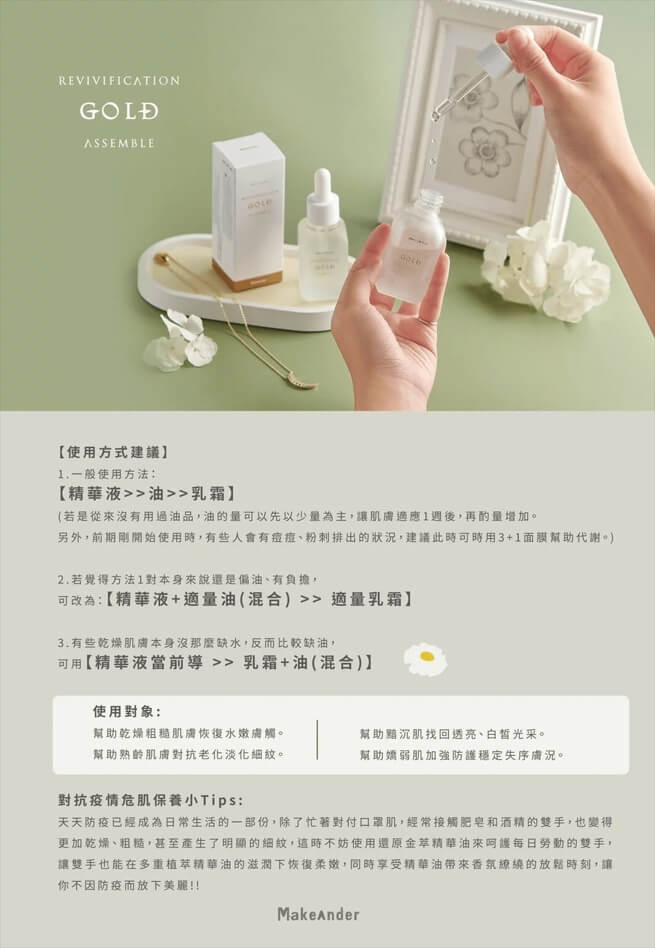 REVIVIFICATION
GOLD
ASSEMBLE
GOLD
GOLD
GOLD
【使用方式建議】
1.一般使用方法：
【精華液>>油>>乳霜】
(若是從來沒有用過油品，油的量可以先以少量為主，讓肌膚適應1週後，再酌量增加。
另外，前期剛開始使用時，有些人會有痘痘、粉刺排出的狀況，建議此時可時用3+1面膜幫助代謝。)
2.若覺得方法1對本身來說還是偏油、有負擔，
可改為：【精華液+適量油(混合) >> 適量乳霜】
3.有些乾燥肌膚本身沒那麼缺水，反而比較缺油，
可用【精華液當前導 >> 乳霜+油(混合)】
使用對象：
幫助乾燥粗糙肌膚恢復水嫩膚觸。
幫助熟齡肌膚對抗老化淡化細紋。
幫助黯沉肌找回透亮、白皙光采。
幫助嬌弱肌加強防護穩定失序膚況。
對抗疫情危肌保養小Tips:
天天防疫已經成為日常生活的一部份，除了忙著對付口罩肌，經常接觸肥皂和酒精的雙手，也變得
更加乾燥、粗糙，甚至產生了明顯的細紋，這時不妨使用還原金萃精華油來呵護每日勞動的雙手，
讓雙手也能在多重植萃精華油的滋潤下恢復柔嫩，同時享受精華油帶來香氛繚繞的放鬆時刻，讓
你不因防疫而放下美麗!!
MakeAnder